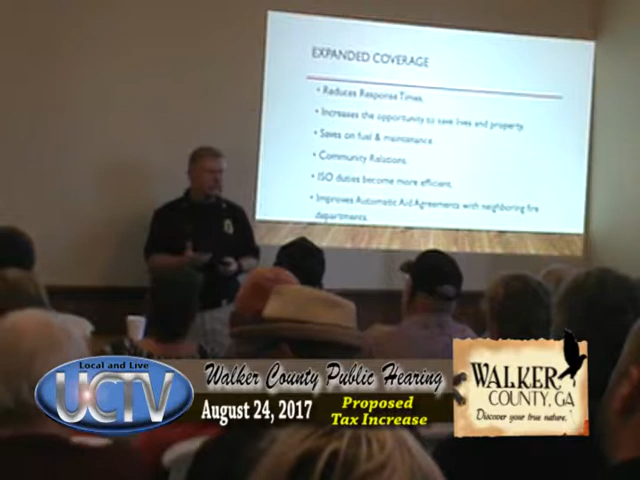 EXPANDED COVERAGE
• Reduces Response Times.
• Increases the opportunity to save lives and property.
• Saves on fuel & maintenance.
• Community Relations.
• ISO duties become more efficient.
• Improves Automatic Aid Agreements with neighboring fire
departments.
Local and Live
UCTV
Walker County Public Hearing
August 24, 2017
Proposed
Tax Increase
WALKER
COUNTY, GA
Discover your true nature.